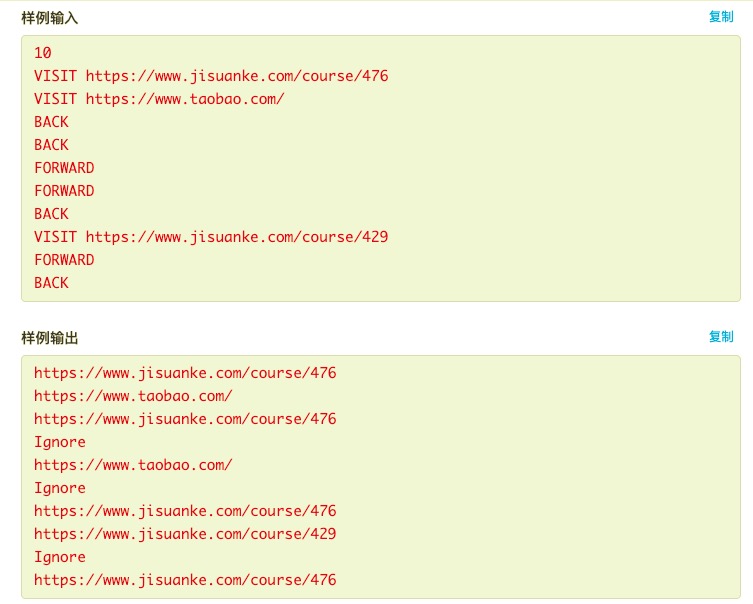 样例输入
复制
10
VISIT https://www.jisuanke.com/course/476
VISIT https://www.taobao.com/
BACK
BACK
FORWARD
FORWARD
BACK
VISIT https://www.jisuanke.com/course/429
FORWARD
BACK
样例输出
复制
https://www.jisuanke.com/course/476
https://www.taobao.com/
https://www.jisuanke.com/course/476
Ignore
https://www.taobao.com/
Ignore
https://www.jisuanke.com/course/476
https://www.jisuanke.com/course/429
Ignore
https://www.jisuanke.com/course/476